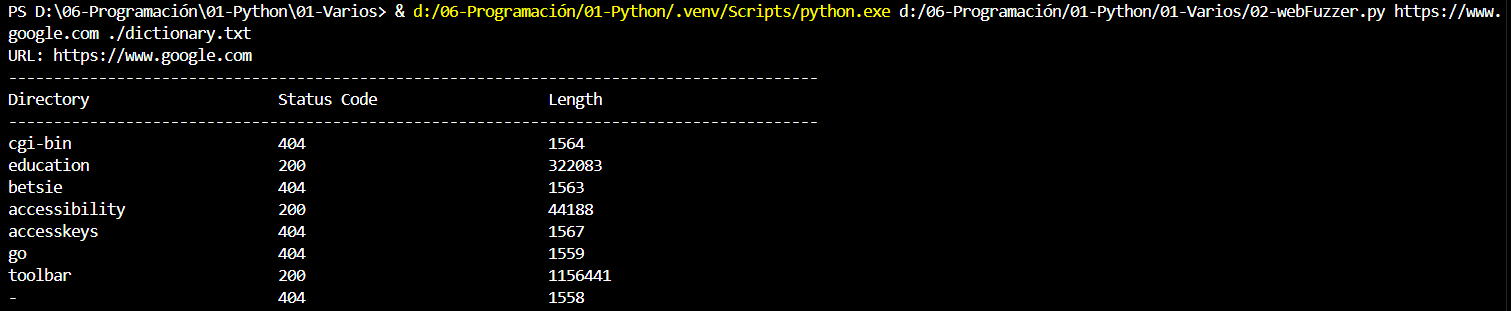 PS D:\06-Programación\01-Python\01-Varios> & d:/06-Programación/01-Python/.venv/Scripts/python.exe d:/06-Programación/01-Python/01-Varios/02-webFuzzer.py https://www.
google.com ./dictionary.txt
URL: https://www.google.com
------------------------------------------------------------------------------------------
Directory                     Status Code                   Length
------------------------------------------------------------------------------------------
cgi-bin                       404                           1564
education                     200                           322083
betsie                        404                           1563
accessibility                 200                           44188
accesskeys                    404                           1567
go                            404                           1559
toolbar                       200                           1156441
-                             404                           1558